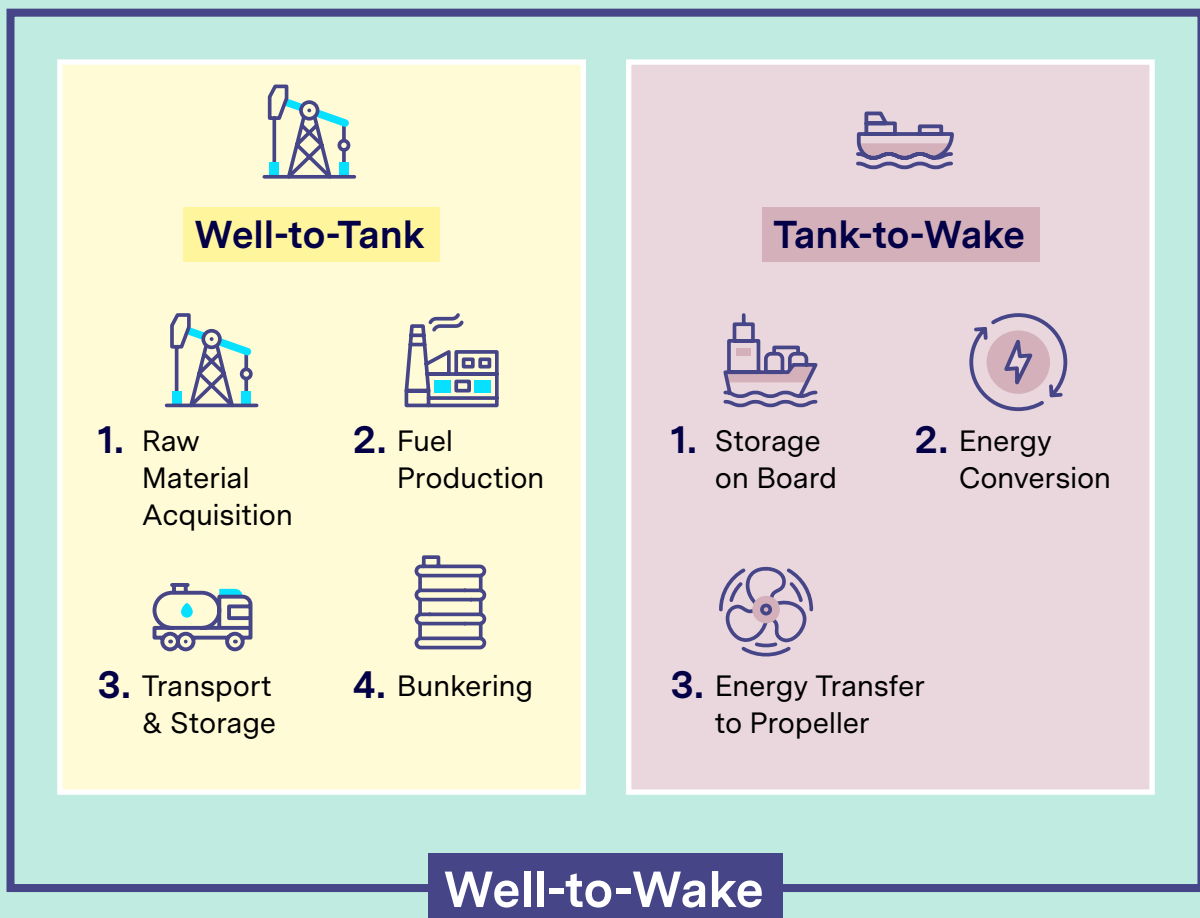 Well-to-Tank
1. Raw
Material
Acquisition
2. Fuel
Production
3. Transport
& Storage
4. Bunkering
Tank-to-Wake
1. Storage
on Board
2. Energy
Conversion
3. Energy Transfer
to Propeller
Well-to-Wake